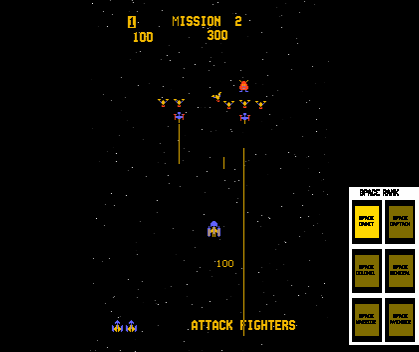 1 MISSION 2
100 300
100
ATTACK FIGHTERS
SPACE RANK
SPACE CADET
SPACE CAPTAIN
SPACE COLONEL
SPACE GENERAL
SPACE WARRIOR
SPACE AVENGER